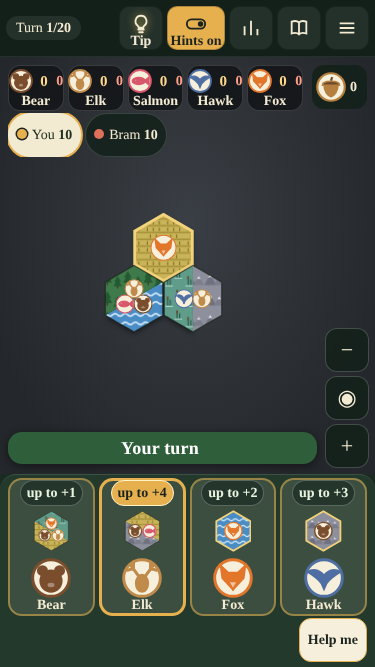 Turn 1/20
Tip
Hints on
0 0
Bear
0 0
Elk
0 0
Salmon
0 0
Hawk
0 0
Fox
0
You 10
Bram 10
−
+
Your turn
up to +1
Bear
up to +4
Elk
up to +2
Fox
up to +3
Hawk
Help me